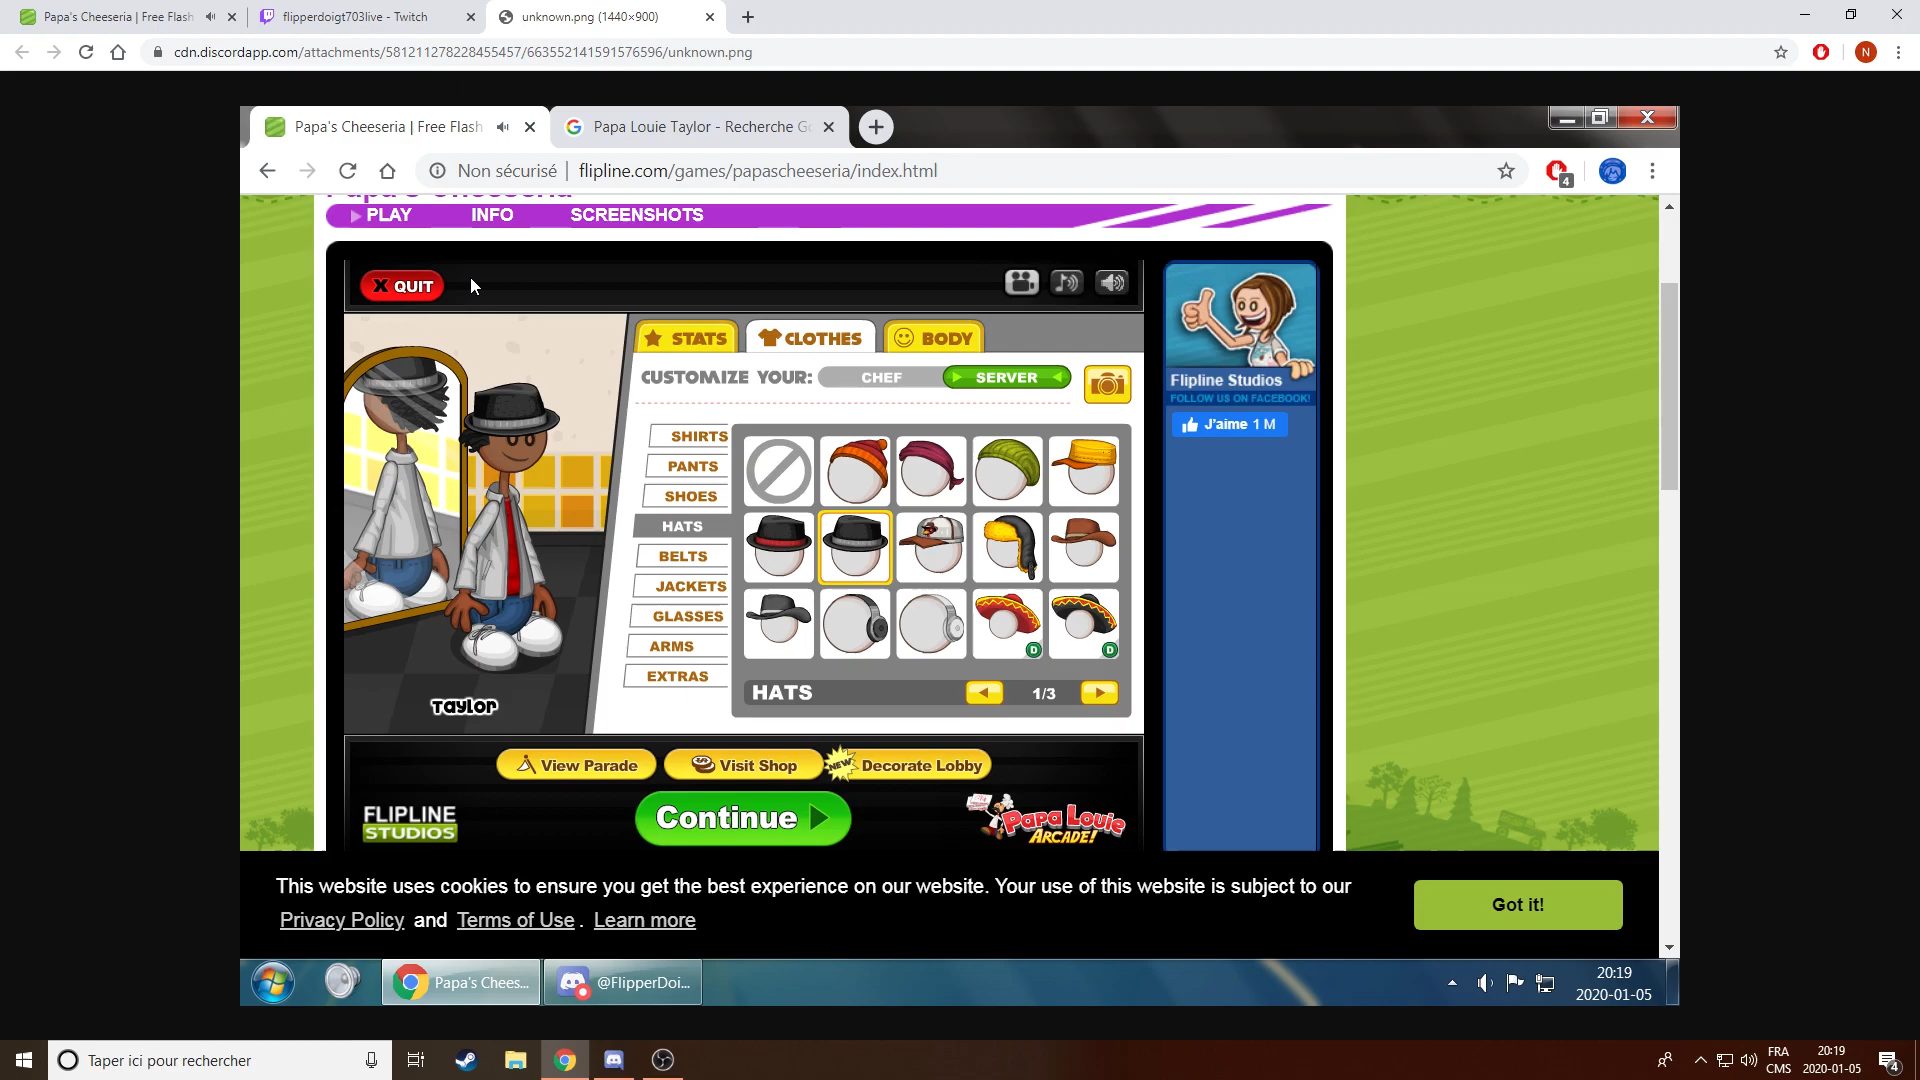 Papa's Cheeseria | Free Flash
flipperdoigt703live - Twitch
unknown.png (1440×900)
cdn.discordapp.com/attachments/581211278228455457/663552141591576596/unknown.png
N
Papa's Cheeseria | Free Flash
Papa Louie Taylor - Recherche Go
Non sécurisé
flipline.com/games/papascheeseria/index.html
4
PLAY
INFO
SCREENSHOTS
X QUIT
STATS
CLOTHES
BODY
CUSTOMIZE YOUR:
CHEF
SERVER
Flipline Studios
FOLLOW US ON FACEBOOK!
J'aime 1 M
SHIRTS
PANTS
SHOES
HATS
BELTS
JACKETS
GLASSES
ARMS
EXTRAS
D
D
HATS
1/3
Taylor
View Parade
Visit Shop
NEW
Decorate Lobby
FLIPLINE
STUDIOS
Continue
Papa Louie
ARCADE!
This website uses cookies to ensure you get the best experience on our website. Your use of this website is subject to our
Privacy Policy and Terms of Use. Learn more
Got it!
Papa's Chees...
@FlipperDoi...
20:19
2020-01-05
Taper ici pour rechercher
FRA
CMS
20:19
2020-01-05
4